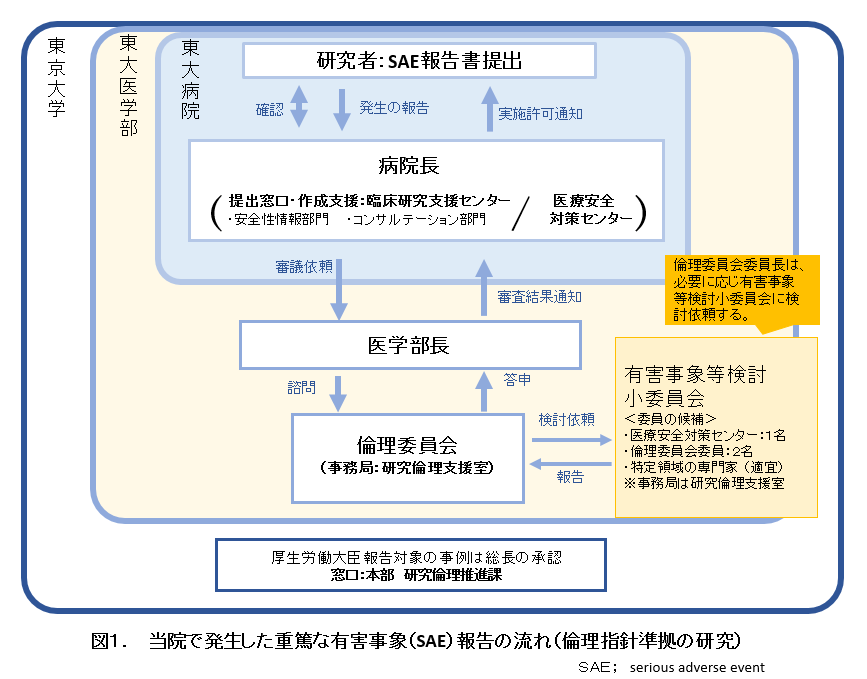 東京大学
東大医学部
東大病院
研究者：SAE報告書提出
確認
発生の報告
実施許可通知
病院長
（提出窓口・作成支援：臨床研究支援センター ／ 医療安全
・安全性情報部門　・コンサルテーション部門　対策センター）
審議依頼
審査結果通知
倫理委員会委員長は、
必要に応じ有害事象
等検討小委員会に検
討依頼する。
医学部長
諮問
答申
倫理委員会
（事務局：研究倫理支援室）
検討依頼
報告
有害事象等検討
小委員会
＜委員の候補＞
・医療安全対策センター：1名
・倫理委員会委員：2名
・特定領域の専門家（適宜）
※事務局は研究倫理支援室
厚生労働大臣報告対象の事例は総長の承認
窓口：本部　研究倫理推進課
図1．　当院で発生した重篤な有害事象（SAE）報告の流れ（倫理指針準拠の研究）
SAE； serious adverse event